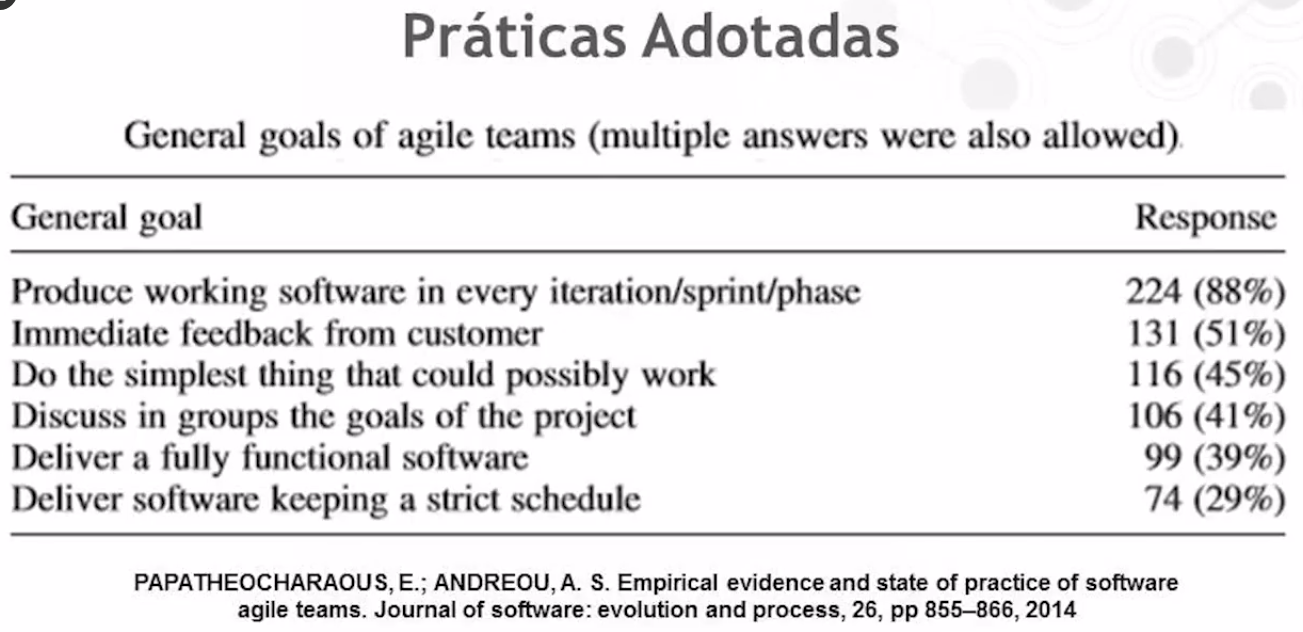 Práticas Adotadas
General goals of agile teams (multiple answers were also allowed).
General goal Response
Produce working software in every iteration/sprint/phase 224 (88%)
Immediate feedback from customer 131 (51%)
Do the simplest thing that could possibly work 116 (45%)
Discuss in groups the goals of the project 106 (41%)
Deliver a fully functional software 99 (39%)
Deliver software keeping a strict schedule 74 (29%)
PAPATHEOCHARAOUS, E.; ANDREOU, A. S. Empirical evidence and state of practice of software
agile teams. Journal of software: evolution and process, 26, pp 855–866, 2014